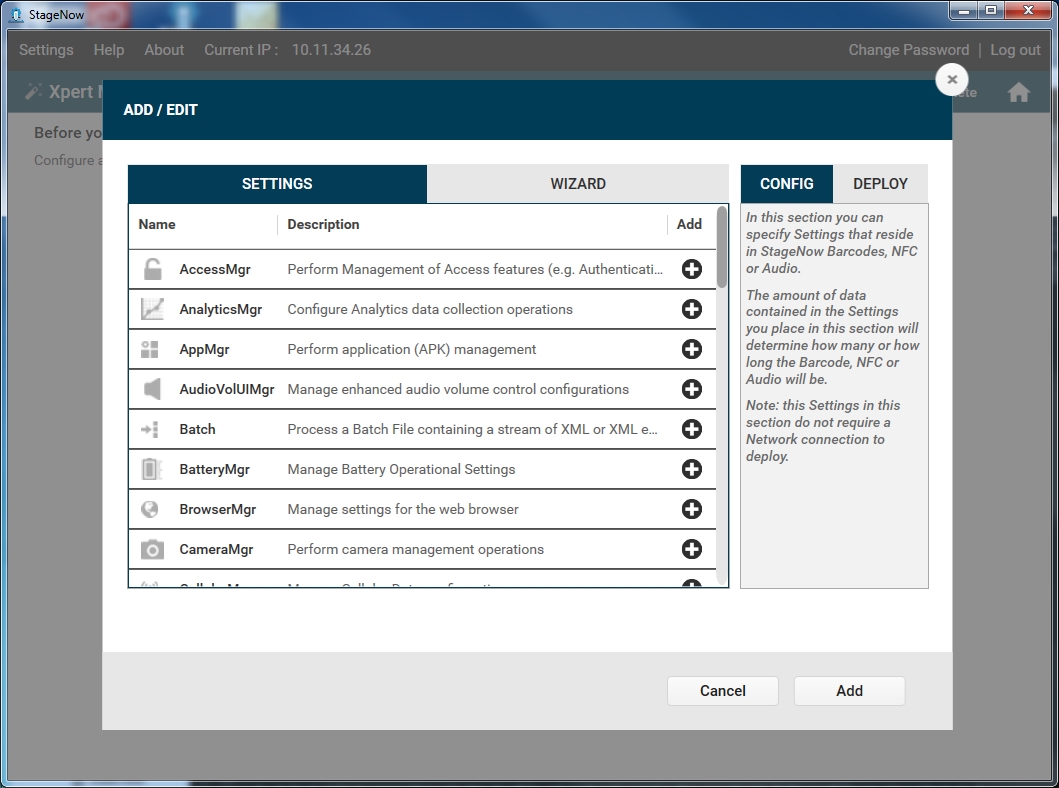 StageNow
Settings Help About Current IP : 10.11.34.26 Change Password | Log out
Xpert
ADD / EDIT
Before yo
Configure a
SETTINGS WIZARD CONFIG DEPLOY
Name Description Add
AccessMgr Perform Management of Access features (e.g. Authenticati...
AnalyticsMgr Configure Analytics data collection operations
AppMgr Perform application (APK) management
AudioVolUIMgr Manage enhanced audio volume control configurations
Batch Process a Batch File containing a stream of XML or XML e...
BatteryMgr Manage Battery Operational Settings
BrowserMgr Manage settings for the web browser
CameraMgr Perform camera management operations
In this section you can
specify Settings that reside
in StageNow Barcodes, NFC
or Audio.
The amount of data
contained in the Settings
you place in this section will
determine how many or how
long the Barcode, NFC or
Audio will be.
Note: this Settings in this
section do not require a
Network connection to
deploy.
Cancel Add